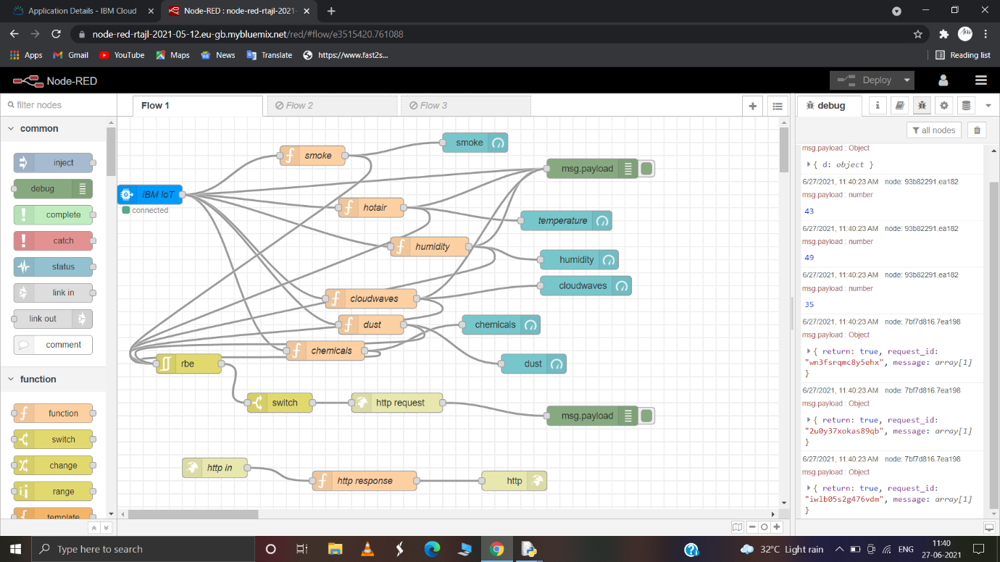 Application Details - IBM Cloud
Node-RED : node-red-rtajl-2021-
node-red-rtajl-2021-05-12.eu-gb.mybluemix.net/red/#flow/e3515420.761088
Apps Gmail YouTube Maps News Translate https://www.fast2s... Reading list
Node-RED Deploy
filter nodes Flow 1 Flow 2 Flow 3 debug i
all nodes
common
inject
debug
complete
catch
status
link in
link out
comment
function
function
switch
change
range
template
smoke smoke
msg.payload
IBM IoT
connected
hotair
temperature
humidity
humidity
cloudwaves
cloudwaves
dust chemicals
chemicals
rbe dust
switch http request
msg.payload
http in
http response http
msg.payload : Object
{ d: object }
6/27/2021, 11:40:23 AM node: 93b82291.ea182
msg.payload : number
43
6/27/2021, 11:40:23 AM node: 93b82291.ea182
msg.payload : number
49
6/27/2021, 11:40:23 AM node: 93b82291.ea182
msg.payload : number
35
6/27/2021, 11:40:23 AM node: 7bf7d816.7ea198
msg.payload : Object
{ return: true, request_id:
"wn3fsrqmc8y5ehx", message: array[1]
}
6/27/2021, 11:40:23 AM node: 7bf7d816.7ea198
msg.payload : Object
{ return: true, request_id:
"2u0y37xokas89qb", message: array[1]
}
6/27/2021, 11:40:23 AM node: 7bf7d816.7ea198
msg.payload : Object
{ return: true, request_id:
"iwlb05s2g476vdm", message: array[1]
}
Type here to search
32°C Light rain ENG
11:40
27-06-2021